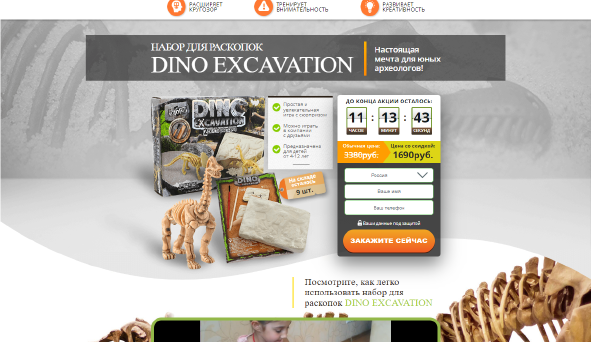 РАСШИРЯЕТ
КРУГОЗОР
ТРЕНИРУЕТ
ВНИМАТЕЛЬНОСТЬ
РАЗВИВАЕТ
КРЕАТИВНОСТЬ
НАБОР ДЛЯ РАСКОПОК
DINO EXCAVATION
Настоящая
мечта для юных
археологов!
DINO
EXCAVATION
Простая и
увлекательная
игра с сюрпризом
Можно играть
в компании
с друзьями
Предназначено
для детей
от 4-12 лет
НА СКЛАДЕ
ОСТАЛОСЬ
9 шт.
DINO
ДО КОНЦА АКЦИИ ОСТАЛОСЬ:
11 : 13 : 43
ЧАСОВ МИНУТ СЕКУНД
Обычная цена: Цена со скидкой:
3380руб. 1690руб.
Россия
Ваше имя
Ваш телефон
Ваши данные под защитой
ЗАКАЖИТЕ СЕЙЧАС
Посмотрите, как легко
использовать набор для
раскопок DINO EXCAVATION